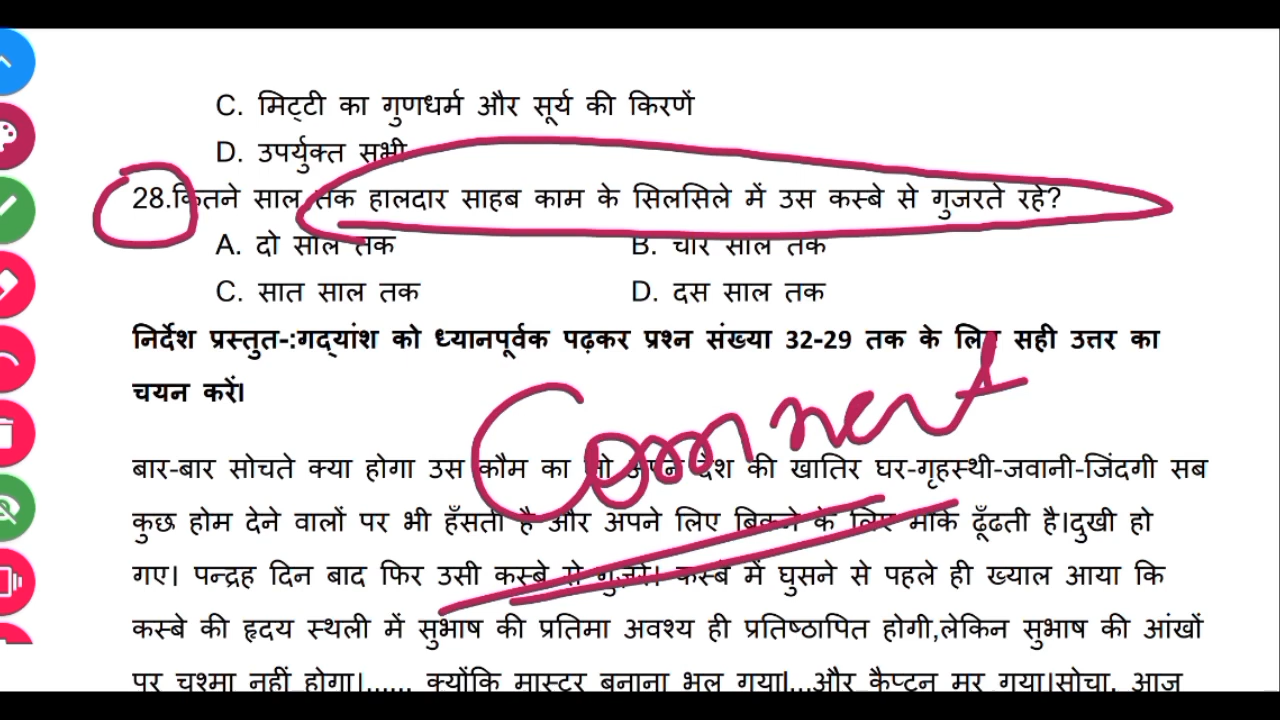 C. मिट्टी का गुणधर्म और सूर्य की किरणें
D. उपर्युक्त सभी
28.कितने साल तक हालदार साहब काम के सिलसिले में उस कस्बे से गुजरते रहे?
A. दो साल तक B. चार साल तक
C. सात साल तक D. दस साल तक
निर्देश प्रस्तुत-:गद्यांश को ध्यानपूर्वक पढ़कर प्रश्न संख्या 32-29 तक के लिए सही उत्तर का
चयन करें।
Comment
बार-बार सोचते क्या होगा उस कौम का जो अपने देश की खातिर घर-गृहस्थी-जवानी-जिंदगी सब
कुछ होम देने वालों पर भी हँसती है और अपने लिए बिकने के लिए मौके ढूँढती है।दुखी हो
गए। पन्द्रह दिन बाद फिर उसी कस्बे से गुज़रे। कस्बे में घुसने से पहले ही ख्याल आया कि
कस्बे की हृदय स्थली में सुभाष की प्रतिमा अवश्य ही प्रतिष्ठापित होगी,लेकिन सुभाष की आंखों
पर चश्मा नहीं होगा।...... क्योंकि मास्टर बनाना भूल गया।...और कैप्टन मर गया।सोचा, आज